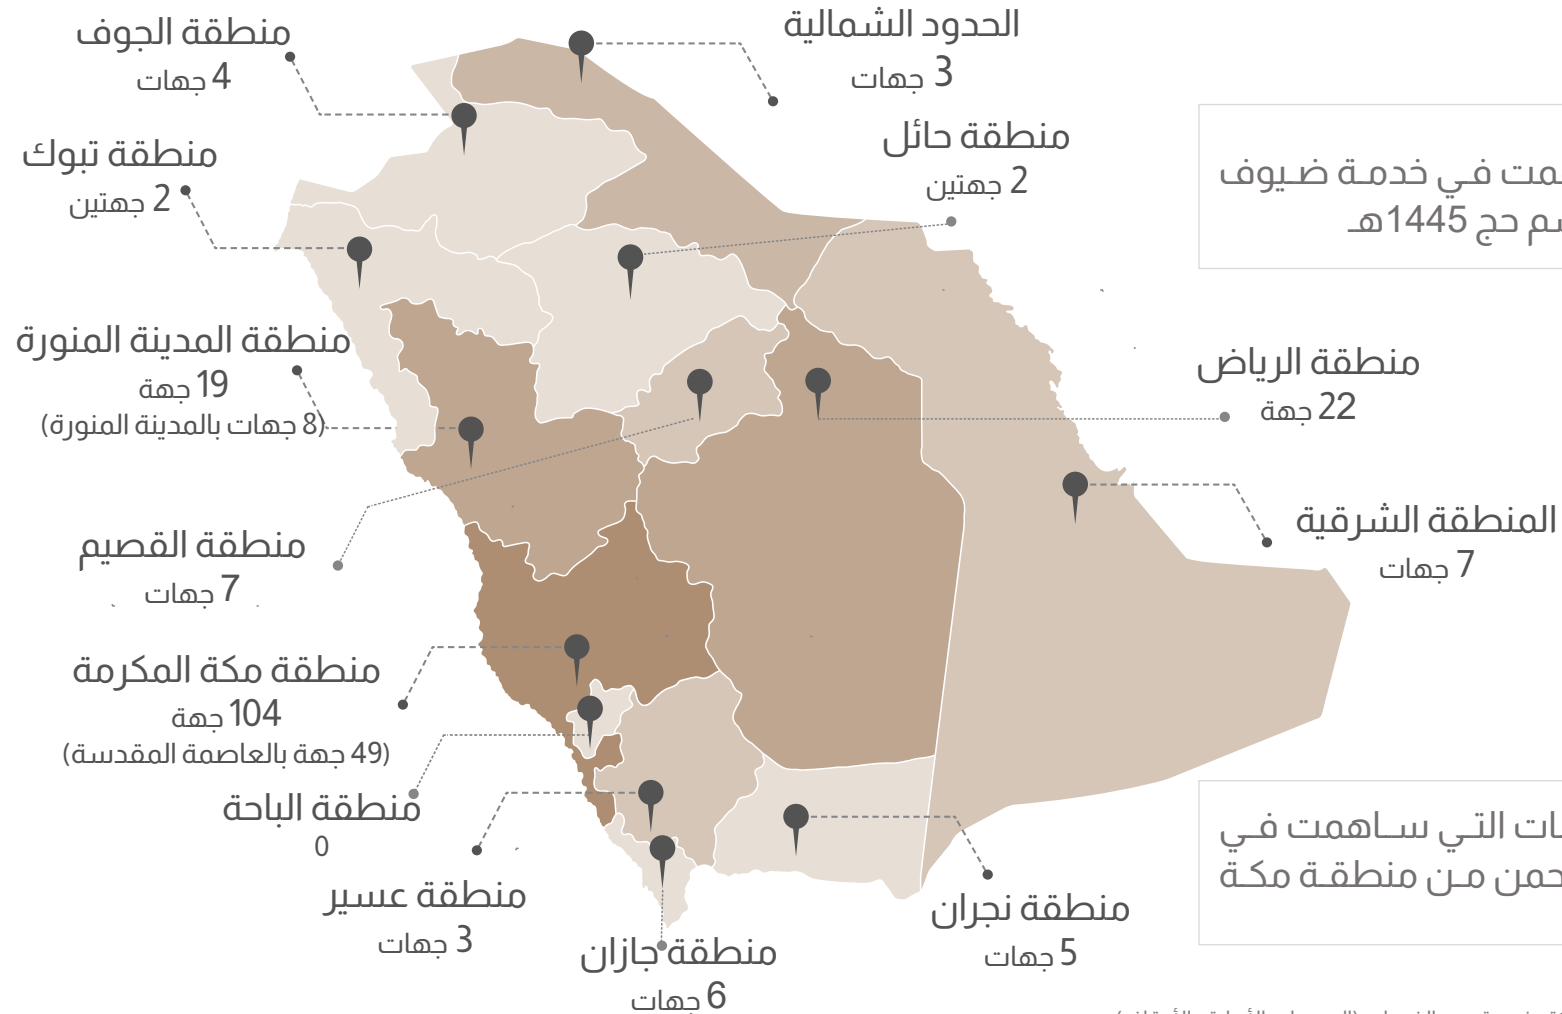 الحدود الشمالية
3 جهات
منطقة الجوف
4 جهات
منطقة حائل
2 جهتين
منطقة تبوك
2 جهتين
في خدمة ضيوف
حج 1445هـ
منطقة المدينة المنورة
19 جهة
(8 جهات بالمدينة المنورة)
منطقة الرياض
22 جهة
المنطقة الشرقية
7 جهات
منطقة القصيم
7 جهات
منطقة مكة المكرمة
104 جهة
(49 جهة بالعاصمة المقدسة)
منطقة الباحة
0
التي ساهمت في
من منطقة مكة
منطقة عسير
3 جهات
منطقة نجران
5 جهات
منطقة جازان
6 جهات